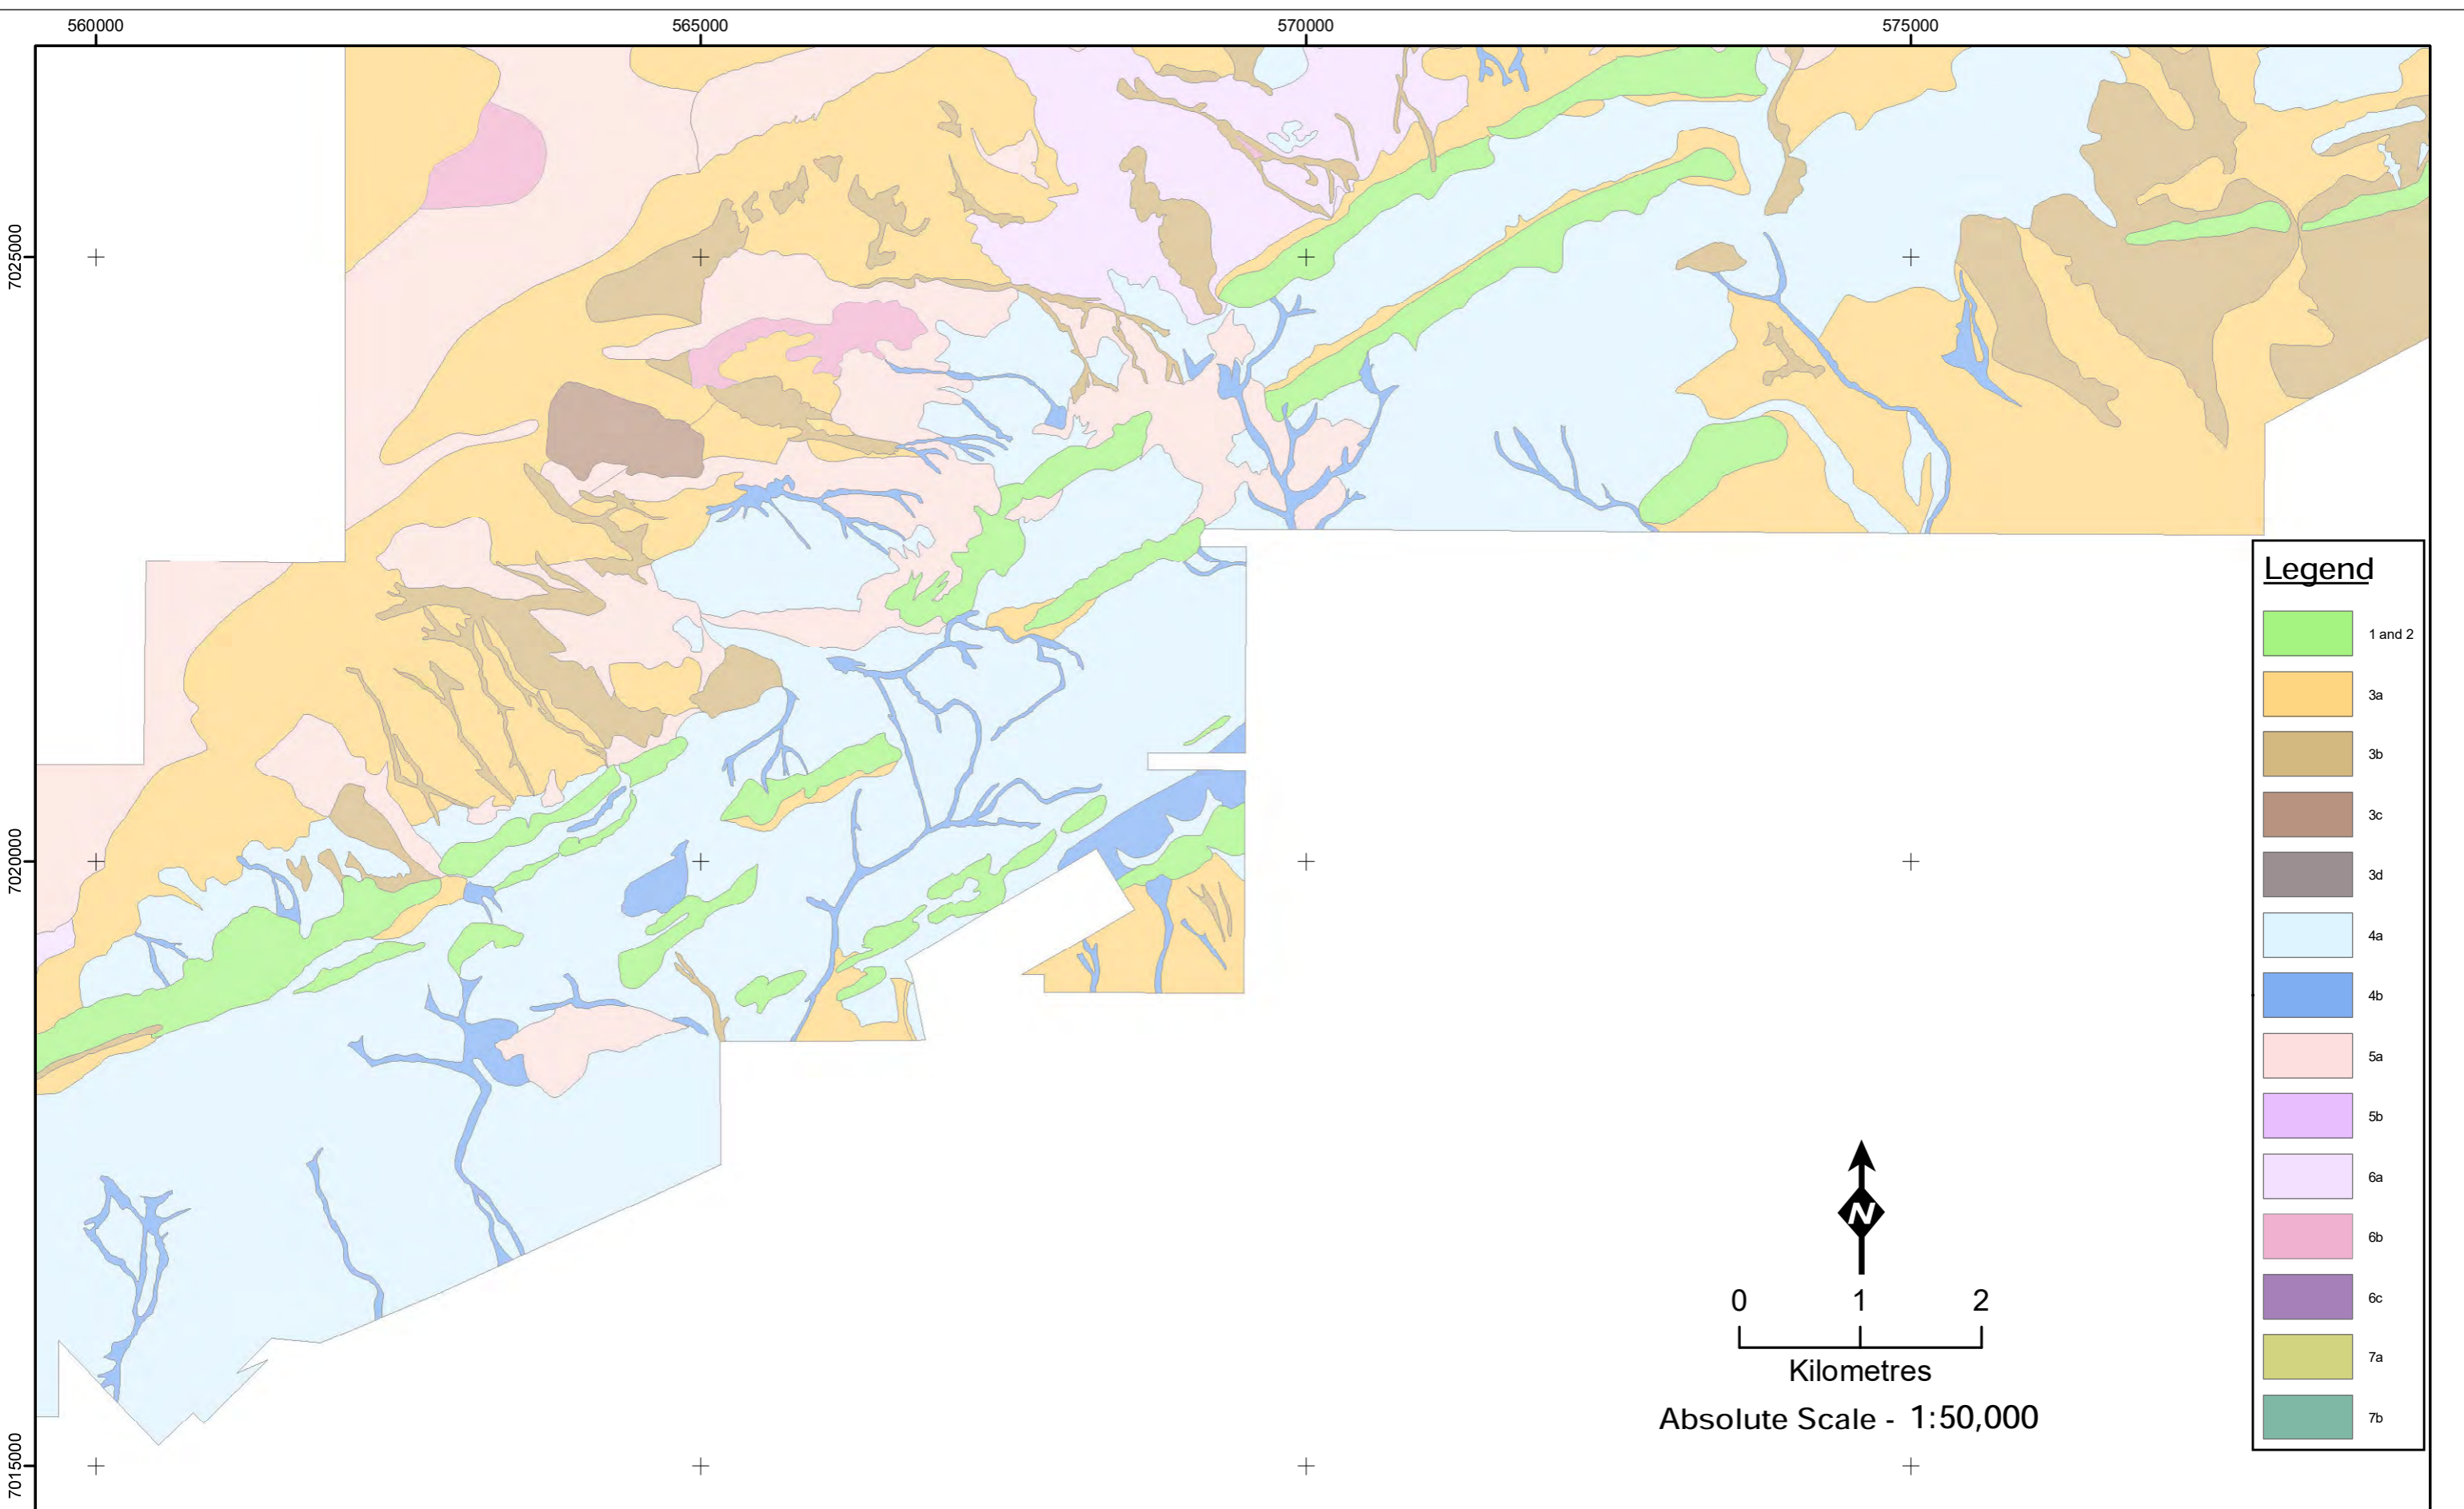 560000 565000 570000 575000
7025000
7020000
7015000
Legend
1 and 2
3a
3b
3c
3d
4a
4b
5a
5b
6a
6b
6c
7a
7b
N
0 1 2
Kilometres
Absolute Scale - 1:50,000